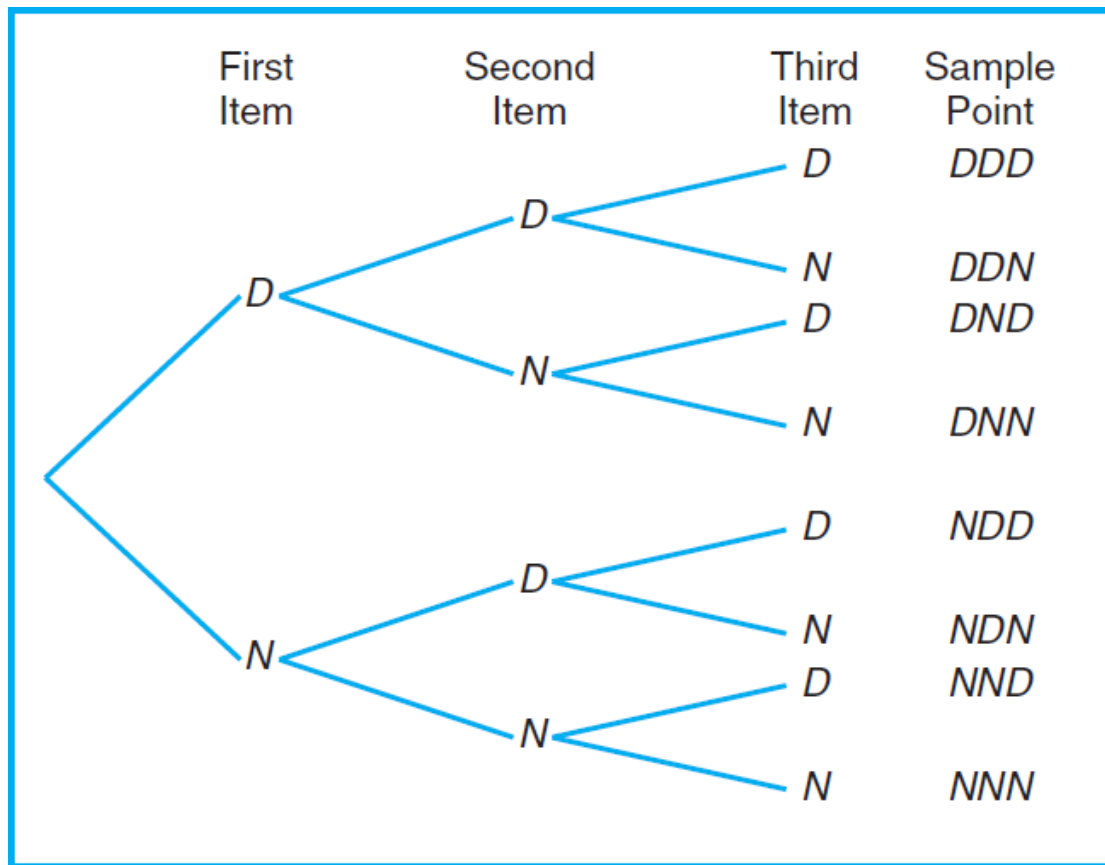 First Second Third Sample
Item Item Item Point
D DDD
D
N DDN
D
D DND
N
N DNN
D NDD
D
N NDN
N
D NND
N
N NNN